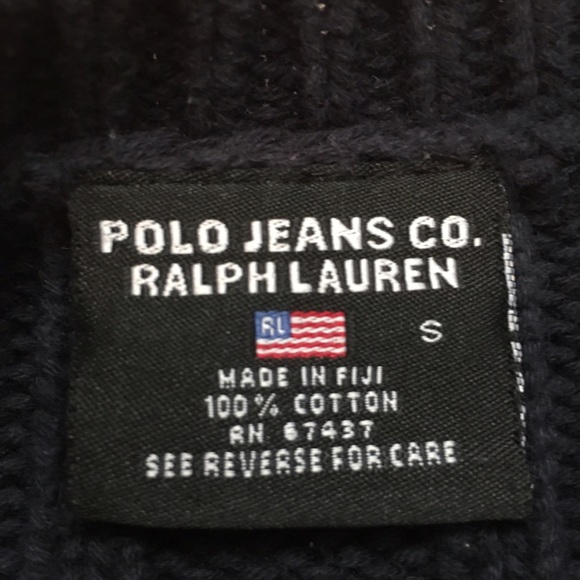 POLO JEANS CO.
RALPH LAUREN
RL
S
MADE IN FIJI
100% COTTON
RN 67437
SEE REVERSE FOR CARE